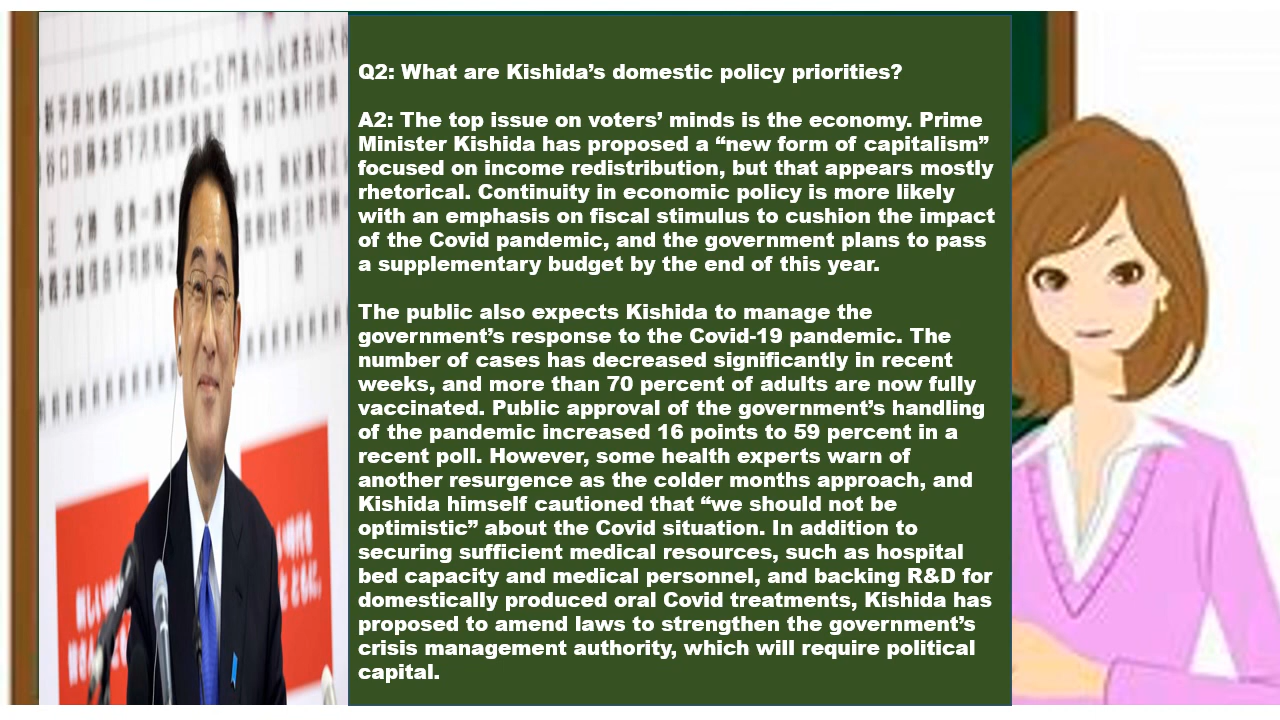 Q2: What are Kishida’s domestic policy priorities?
A2: The top issue on voters’ minds is the economy. Prime
Minister Kishida has proposed a “new form of capitalism”
focused on income redistribution, but that appears mostly
rhetorical. Continuity in economic policy is more likely
with an emphasis on fiscal stimulus to cushion the impact
of the Covid pandemic, and the government plans to pass
a supplementary budget by the end of this year.
The public also expects Kishida to manage the
government’s response to the Covid-19 pandemic. The
number of cases has decreased significantly in recent
weeks, and more than 70 percent of adults are now fully
vaccinated. Public approval of the government’s handling
of the pandemic increased 16 points to 59 percent in a
recent poll. However, some health experts warn of
another resurgence as the colder months approach, and
Kishida himself cautioned that “we should not be
optimistic” about the Covid situation. In addition to
securing sufficient medical resources, such as hospital
bed capacity and medical personnel, and backing R&D for
domestically produced oral Covid treatments, Kishida has
proposed to amend laws to strengthen the government’s
crisis management authority, which will require political
capital.